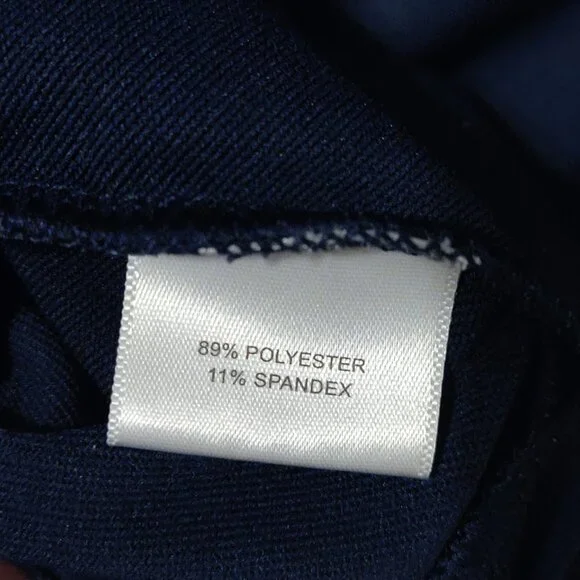 89% POLYESTER
11% SPANDEX